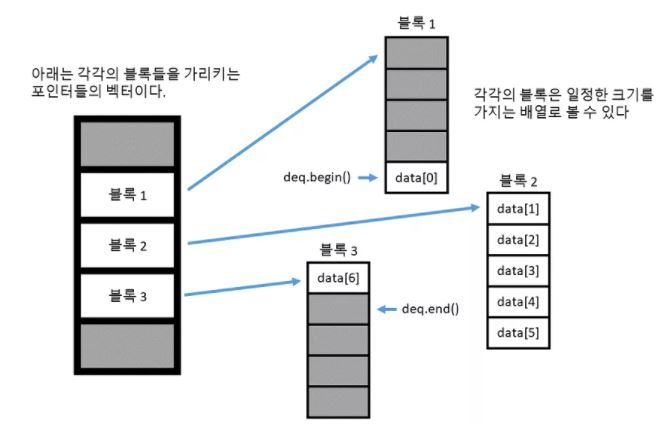 블록 1
아래는 각각의 블록들을 가리키는
포인터들의 벡터이다.
각각의 블록은 일정한 크기를
가지는 배열로 볼 수 있다
블록 1
블록 2
블록 3
deq.begin()
data[0]
블록 2
data[1]
data[2]
data[3]
data[4]
data[5]
블록 3
data[6]
deq.end()